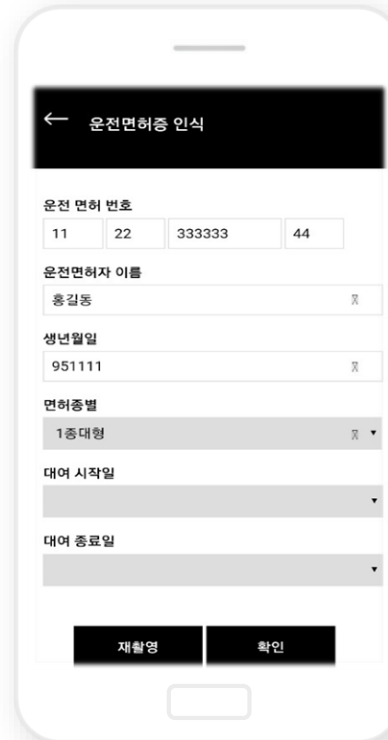 ← 운전면허증 인식
운전 면허 번호
11 22 333333 44
운전면허자 이름
홍길동
생년월일
951111
면허종별
1종대형
대여 시작일
대여 종료일
재촬영 확인